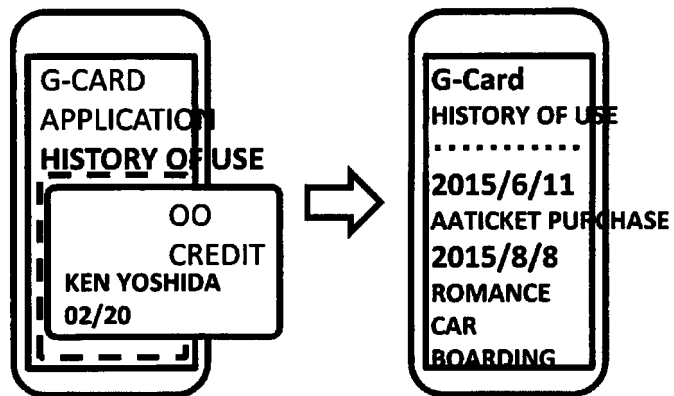 G-CARD
APPLICATION
HISTORY OF USE
OO
CREDIT
KEN YOSHIDA
02/20
G-Card
HISTORY OF USE
...........
2015/6/11
AATICKET PURCHASE
2015/8/8
ROMANCE
CAR
BOARDING